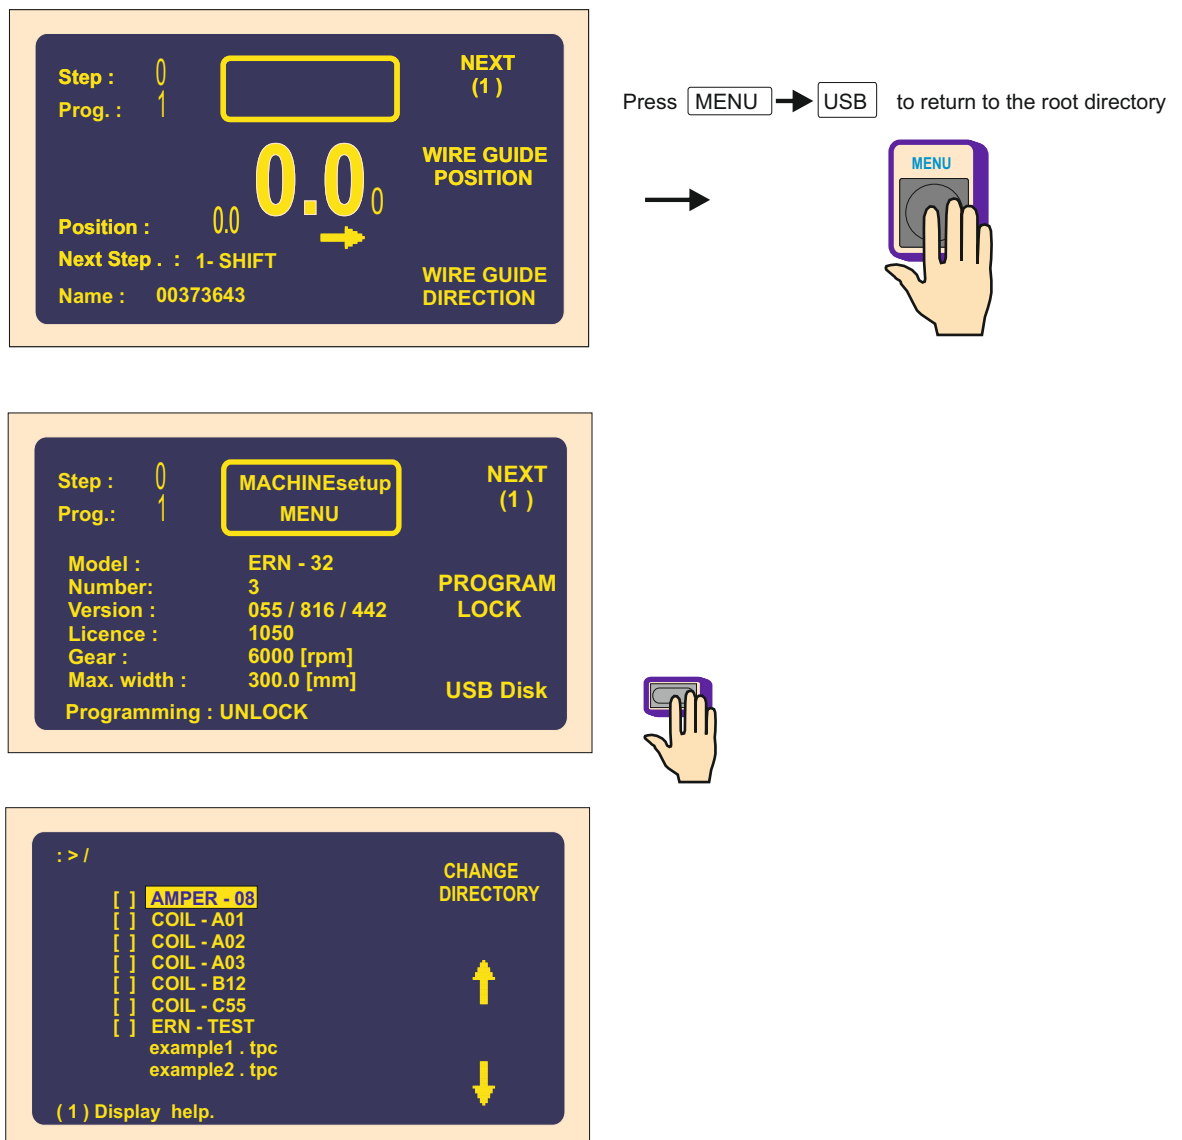 Step : 0
Prog. : 1
NEXT
(1 )
0.0 0
WIRE GUIDE
POSITION
Position : 0.0
Next Step . : 1- SHIFT
Name : 00373643
WIRE GUIDE
DIRECTION
Press MENU USB to return to the root directory
MENU
Step : 0
Prog.: 1
MACHINEsetup
MENU
NEXT
(1 )
Model : ERN - 32
Number: 3
Version : 055 / 816 / 442
Licence : 1050
Gear : 6000 [rpm]
Max. width : 300.0 [mm]
Programming : UNLOCK
PROGRAM
LOCK
USB Disk
: > /
[ ] AMPER - 08
[ ] COIL - A01
[ ] COIL - A02
[ ] COIL - A03
[ ] COIL - B12
[ ] COIL - C55
[ ] ERN - TEST
example1 . tpc
example2 . tpc
( 1 ) Display help.
CHANGE
DIRECTORY